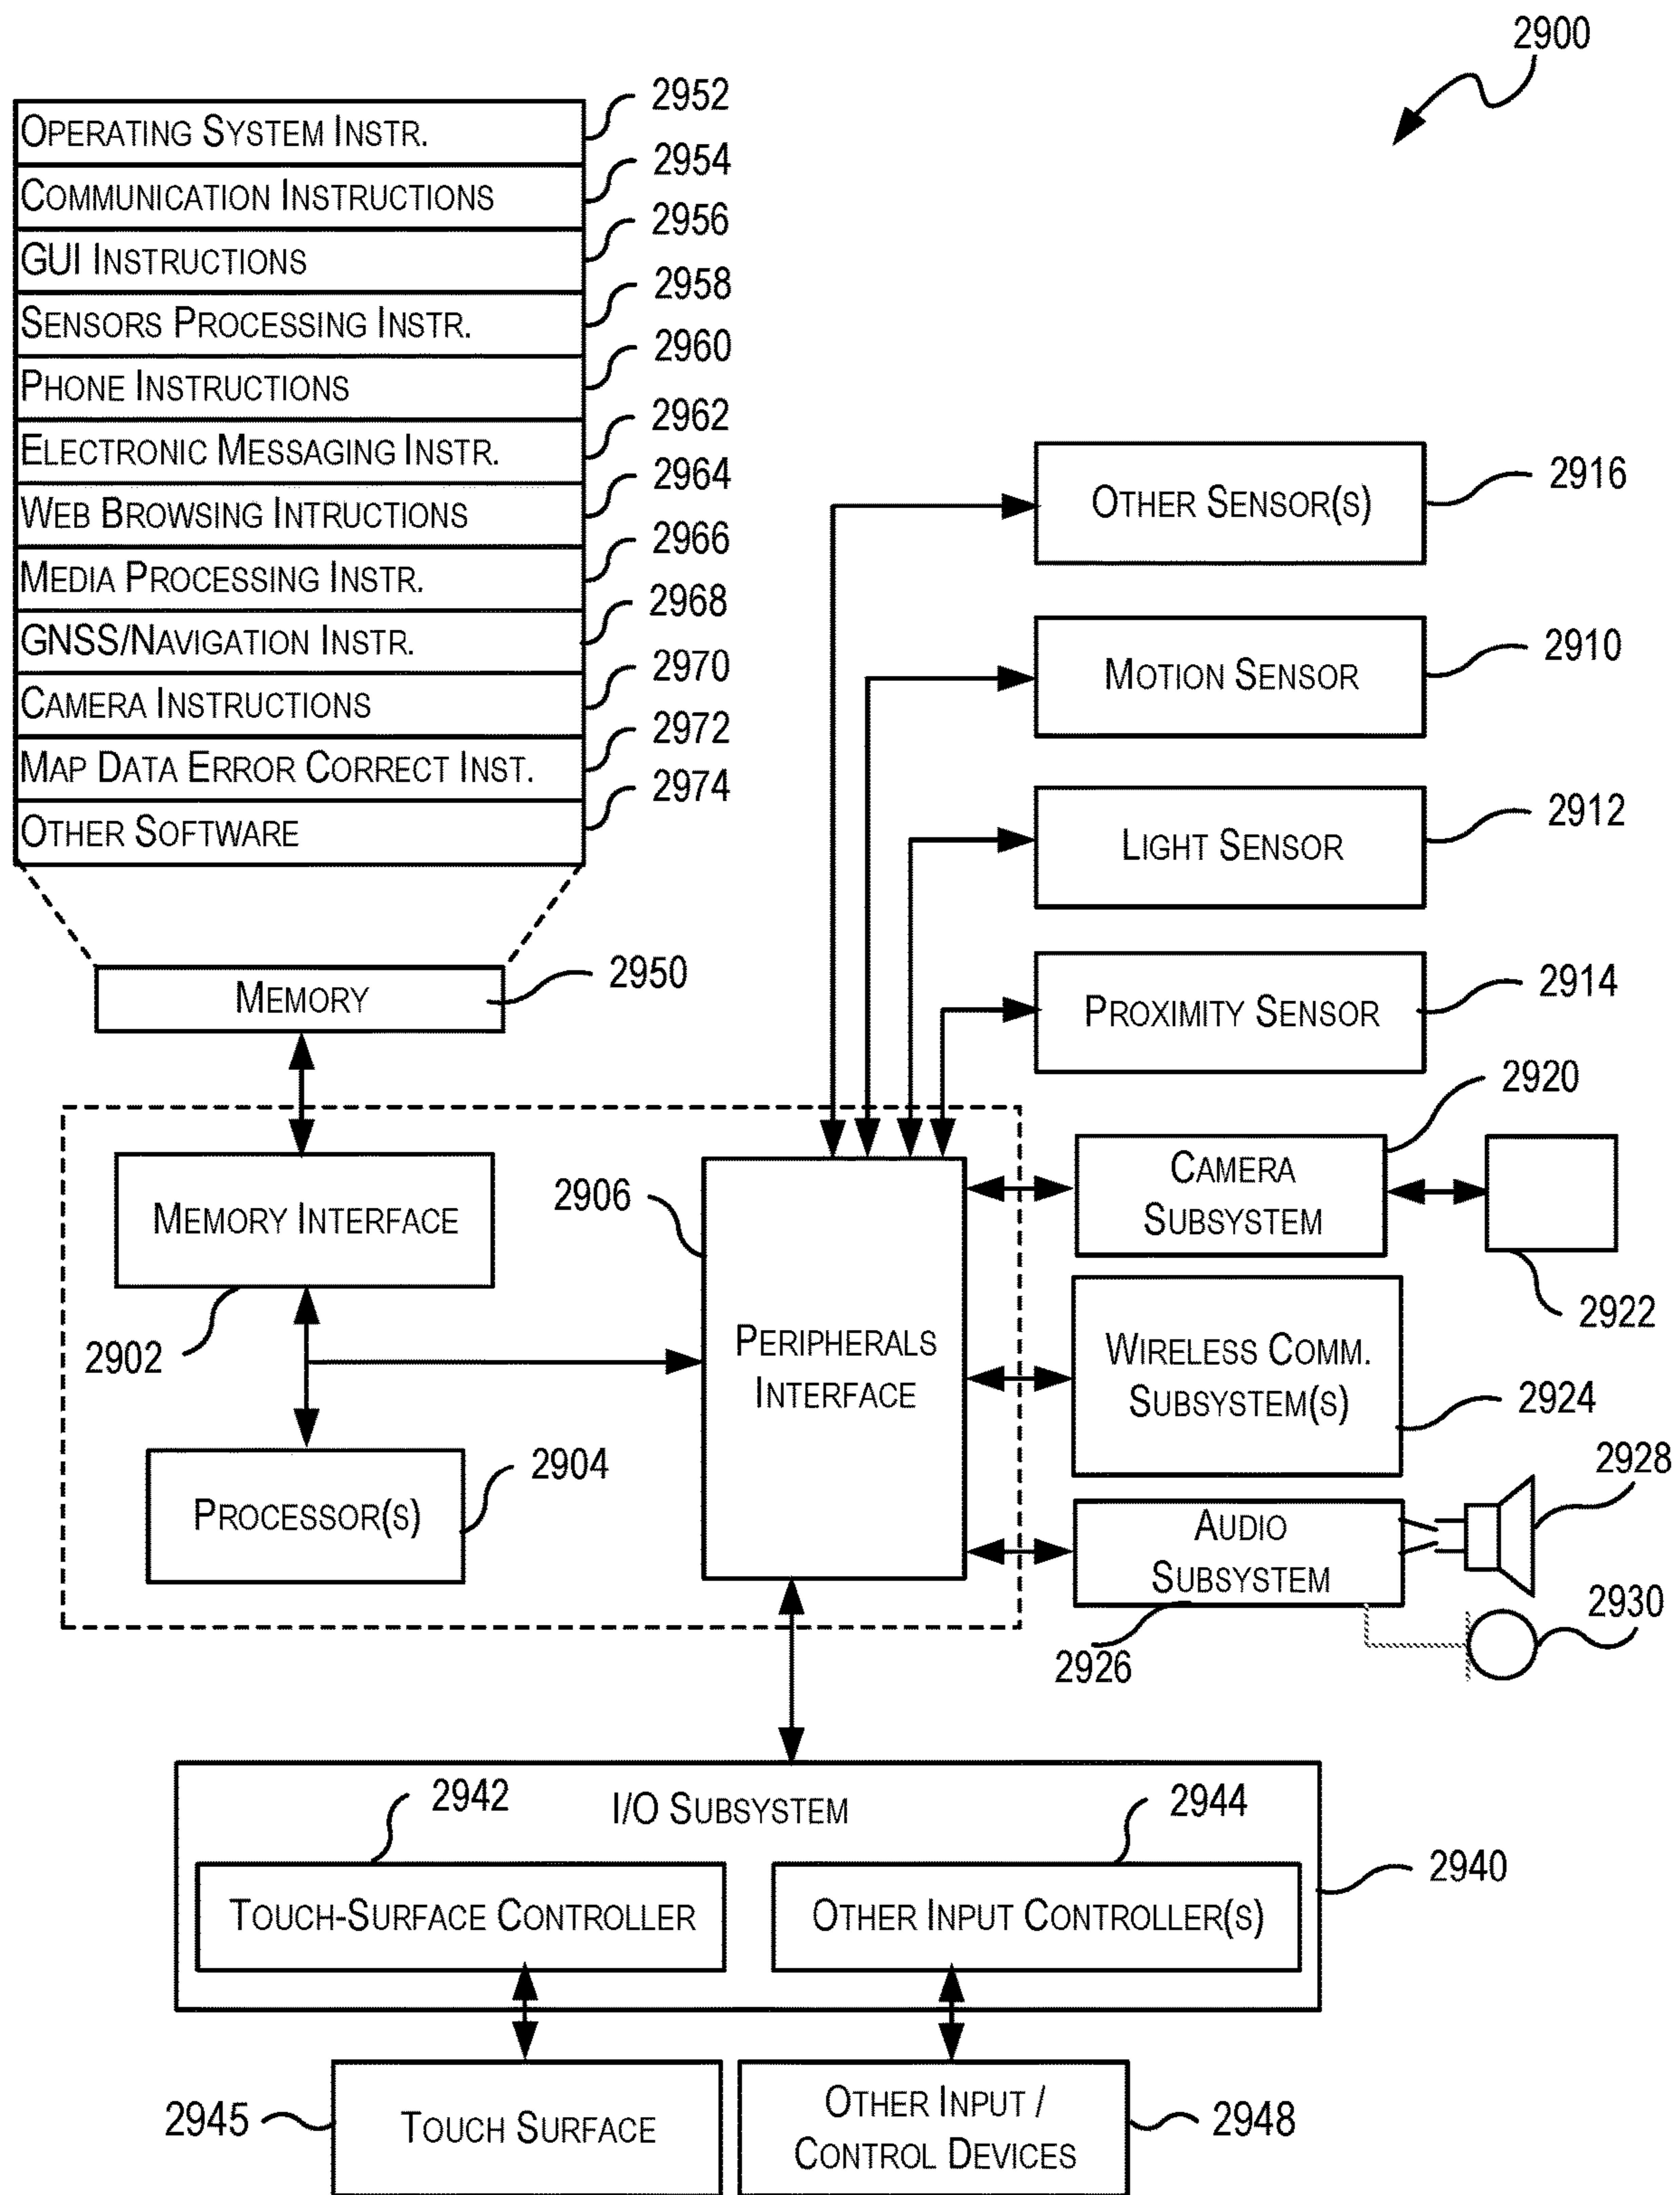 2900
OPERATING SYSTEM INSTR.
2952
COMMUNICATION INSTRUCTIONS
2954
GUI INSTRUCTIONS
2956
SENSORS PROCESSING INSTR.
2958
PHONE INSTRUCTIONS
2960
ELECTRONIC MESSAGING INSTR.
2962
WEB BROWSING INTRUCTIONS
2964
MEDIA PROCESSING INSTR.
2966
GNSS/NAVIGATION INSTR.
2968
CAMERA INSTRUCTIONS
2970
MAP DATA ERROR CORRECT INST.
2972
OTHER SOFTWARE
2974
MEMORY
2950
OTHER SENSOR(S)
2916
MOTION SENSOR
2910
LIGHT SENSOR
2912
PROXIMITY SENSOR
2914
MEMORY INTERFACE
2902
PROCESSOR(S)
2904
2906
PERIPHERALS
INTERFACE
2920
CAMERA
SUBSYSTEM
2922
WIRELESS COMM.
SUBSYSTEM(S)
2924
AUDIO
SUBSYSTEM
2926
2928
2930
I/O SUBSYSTEM
2940
2942
TOUCH-SURFACE CONTROLLER
2944
OTHER INPUT CONTROLLER(S)
2945
TOUCH SURFACE
OTHER INPUT /
CONTROL DEVICES
2948